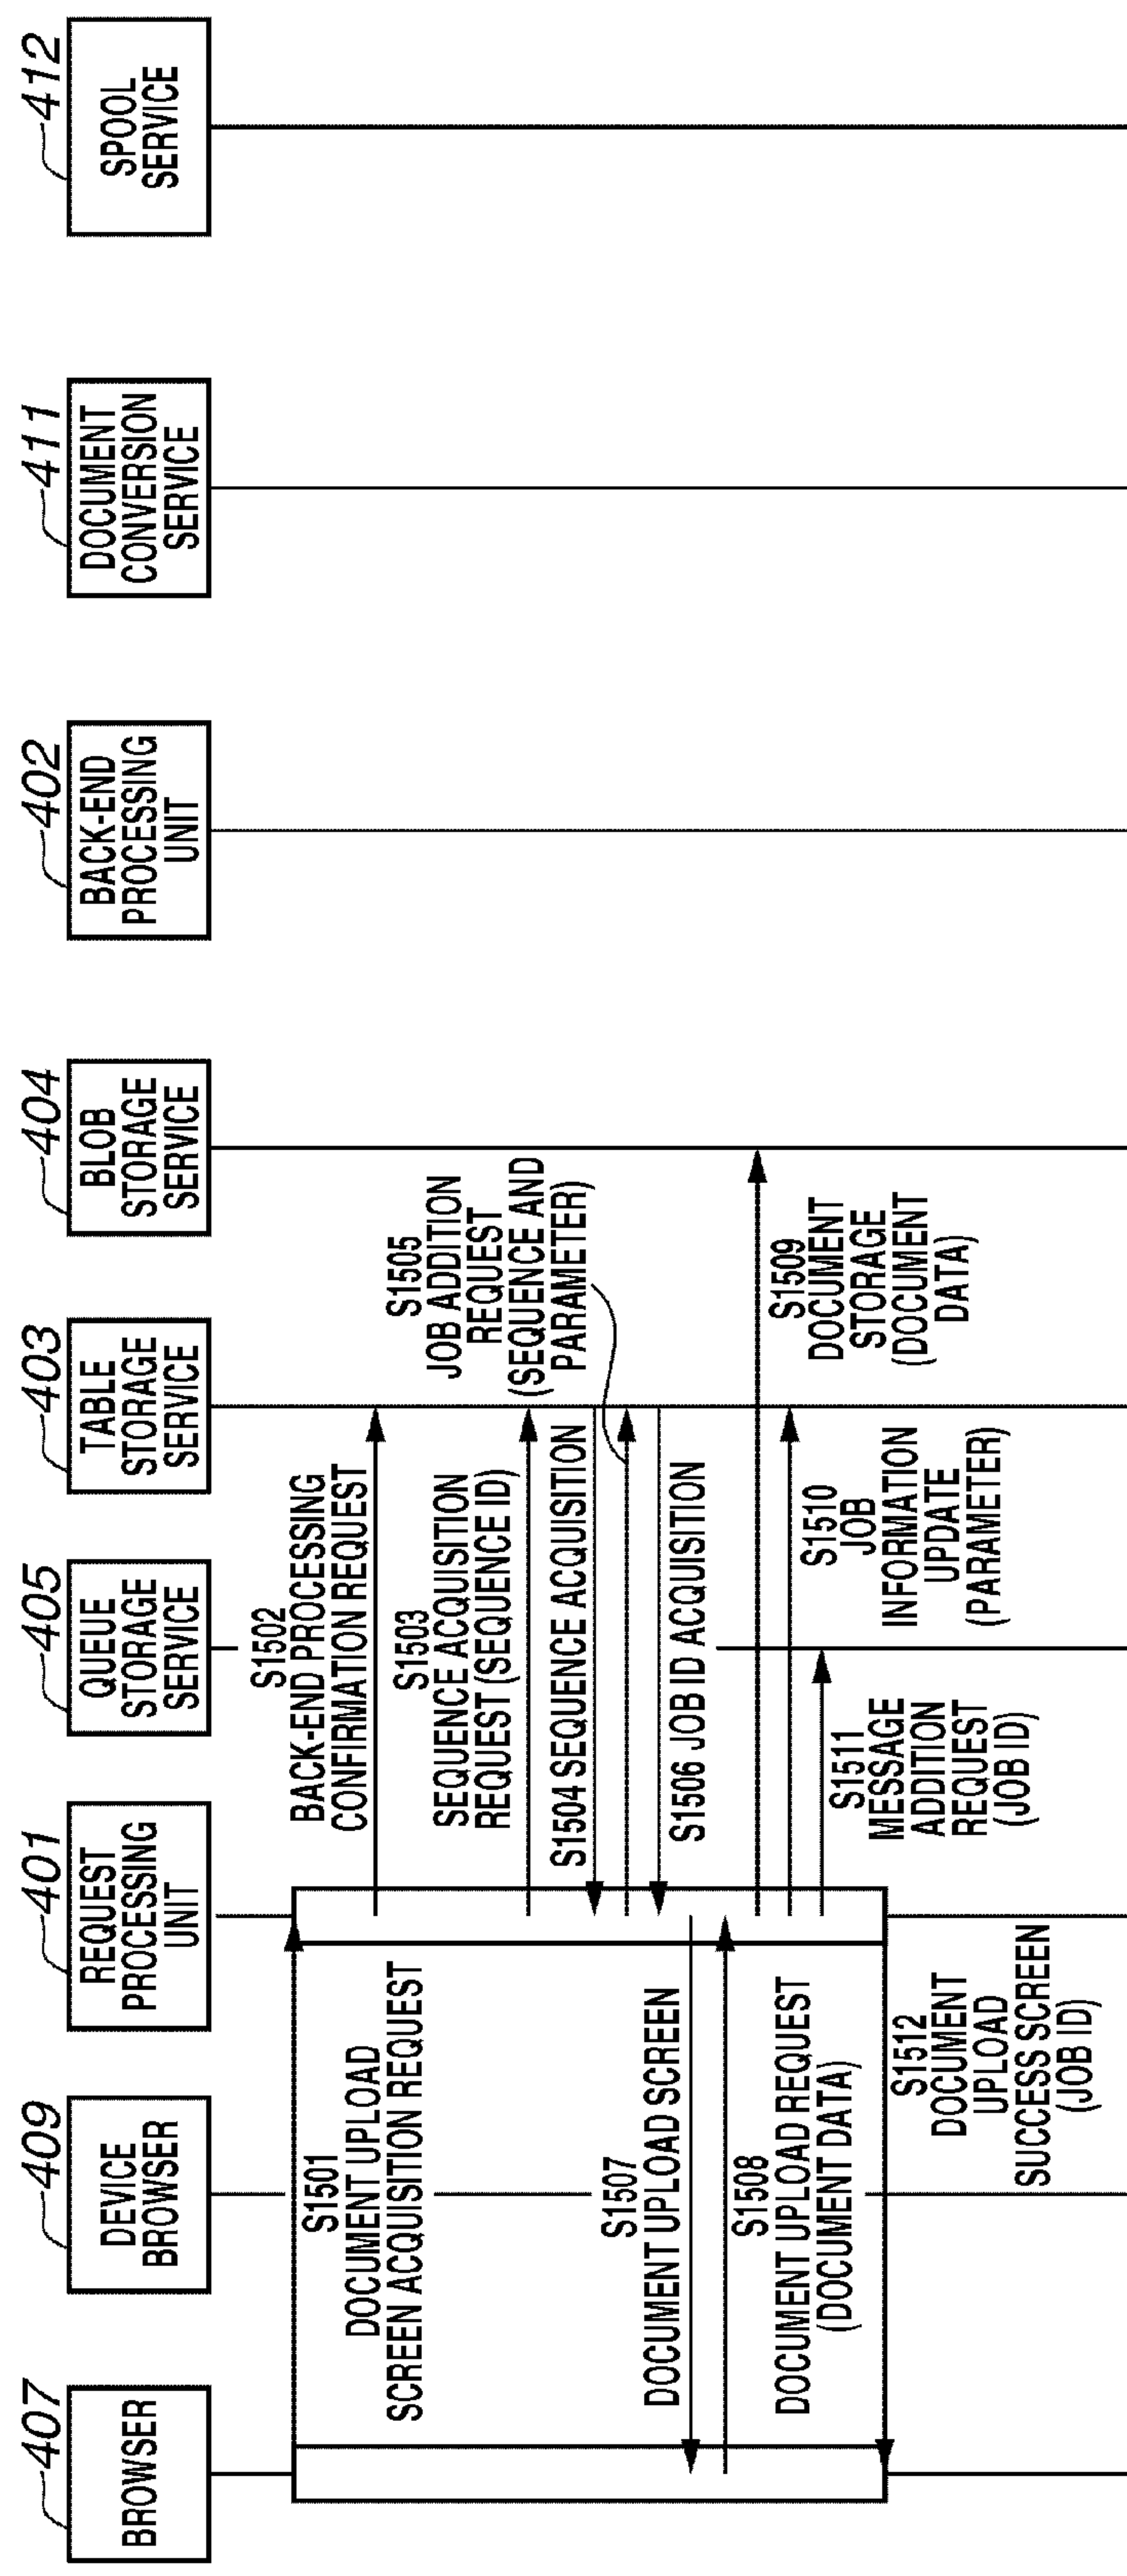 407
BROWSER
409
DEVICE
BROWSER
401
REQUEST
PROCESSING
UNIT
405
QUEUE
STORAGE
SERVICE
403
TABLE
STORAGE
SERVICE
404
BLOB
STORAGE
SERVICE
402
BACK-END
PROCESSING
UNIT
411
DOCUMENT
CONVERSION
SERVICE
412
SPOOL
SERVICE
S1501
DOCUMENT UPLOAD
SCREEN ACQUISITION REQUEST
S1502
BACK-END PROCESSING
CONFIRMATION REQUEST
S1503
SEQUENCE ACQUISITION
REQUEST (SEQUENCE ID)
S1504 SEQUENCE ACQUISITION
S1505
JOB ADDITION
REQUEST
(SEQUENCE AND
PARAMETER)
S1506 JOB ID ACQUISITION
S1507
DOCUMENT UPLOAD SCREEN
S1508
DOCUMENT UPLOAD REQUEST
(DOCUMENT DATA)
S1509
DOCUMENT
STORAGE
(DOCUMENT
DATA)
S1510
JOB
INFORMATION
UPDATE
(PARAMETER)
S1511
MESSAGE
ADDITION
REQUEST
(JOB ID)
S1512
DOCUMENT
UPLOAD
SUCCESS SCREEN
(JOB ID)